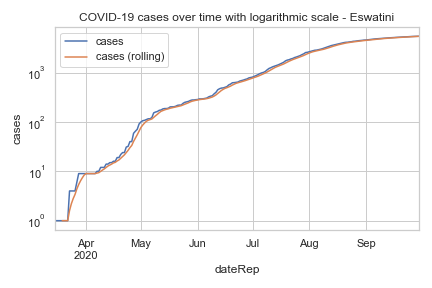 COVID-19 cases over time with logarithmic scale - Eswatini
cases
cases (rolling)
10³
10²
10¹
10⁰
cases
Apr May Jun Jul Aug Sep
2020
dateRep